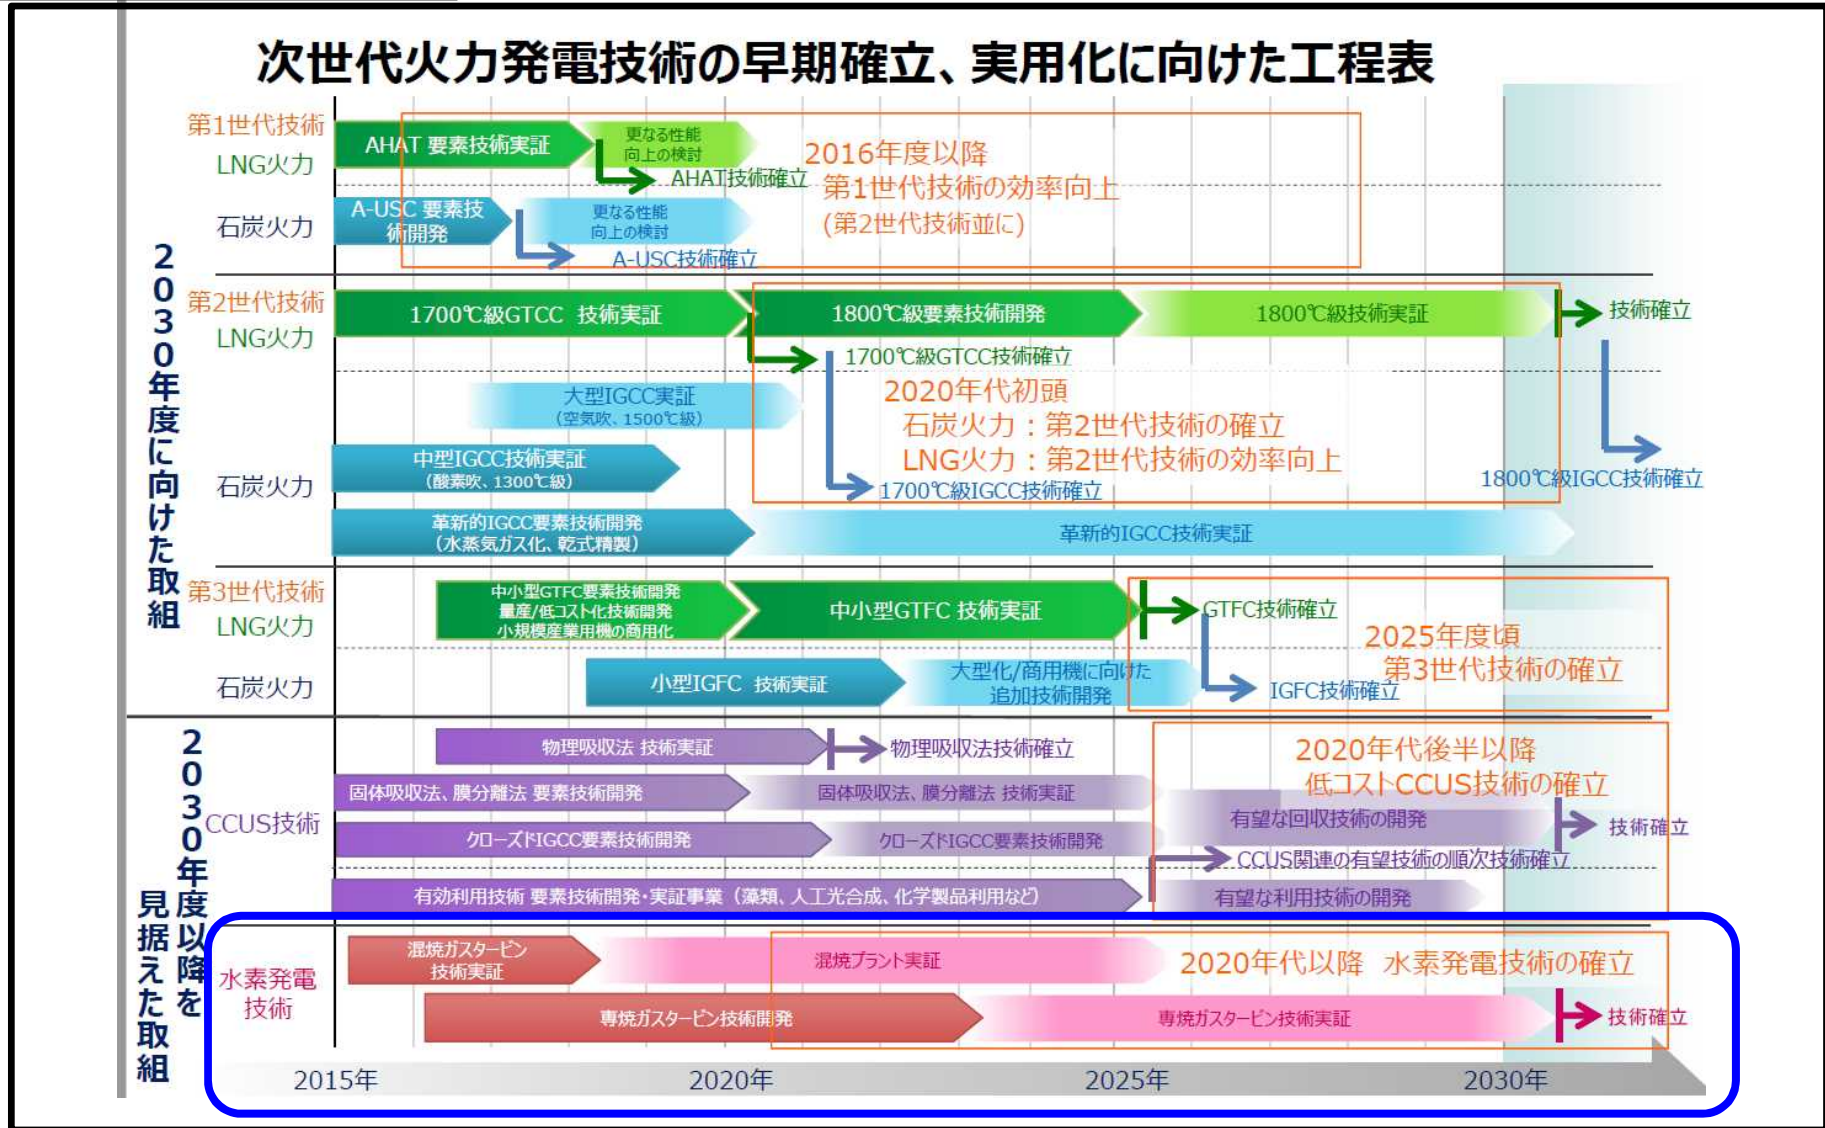 次世代火力発電技術の早期確立、実用化に向けた工程表
2030年度に向けた取組
第1世代技術
LNG火力
AHAT 要素技術実証
更なる性能
向上の検討
AHAT技術確立
石炭火力
A-USC 要素技
術開発
更なる性能
向上の検討
A-USC技術確立
2016年度以降
第1世代技術の効率向上
(第2世代技術並に)
第2世代技術
LNG火力
1700℃級GTCC 技術実証
1800℃級要素技術開発
1800℃級技術実証
技術確立
1700℃級GTCC技術確立
大型IGCC実証
(空気吹、1500℃級)
2020年代初頭
石炭火力：第2世代技術の確立
LNG火力：第2世代技術の効率向上
石炭火力
中型IGCC技術実証
(酸素吹、1300℃級)
1700℃級IGCC技術確立
1800℃級IGCC技術確立
革新的IGCC要素技術開発
(水蒸気ガス化、乾式精製)
革新的IGCC技術実証
第3世代技術
LNG火力
中小型GTFC要素技術開発
量産/低コスト化技術開発
小規模産業用機の商用化
中小型GTFC 技術実証
GTFC技術確立
2025年度頃
第3世代技術の確立
石炭火力
小型IGFC 技術実証
大型化/商用機に向けた
追加技術開発
IGFC技術確立
2030年度以降を
見据えた取組
CCUS技術
物理吸収法 技術実証
物理吸収法技術確立
2020年代後半以降
低コストCCUS技術の確立
固体吸収法、膜分離法 要素技術開発
固体吸収法、膜分離法 技術実証
クローズドIGCC要素技術開発
クローズドIGCC要素技術開発
有望な回収技術の開発
技術確立
CCUS関連の有望技術の順次技術確立
有効利用技術 要素技術開発・実証事業（藻類、人工光合成、化学製品利用など）
有望な利用技術の開発
水素発電
技術
混焼ガスタービン
技術実証
混焼プラント実証
2020年代以降 水素発電技術の確立
専焼ガスタービン技術開発
専焼ガスタービン技術実証
技術確立
2015年
2020年
2025年
2030年